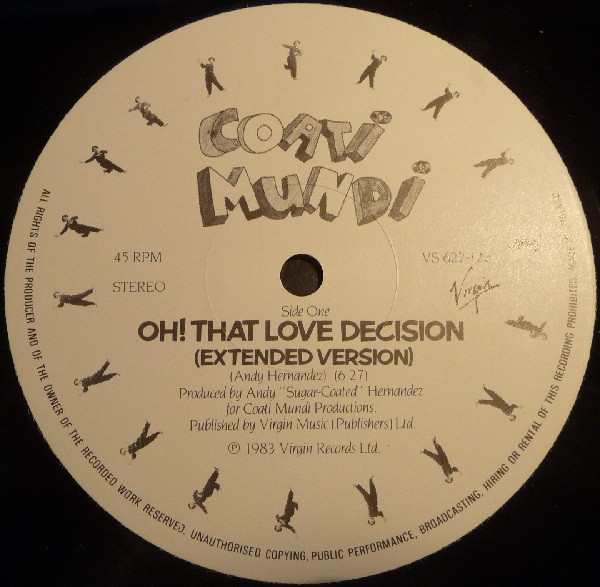 COATI
MUNDI
45 RPM
STEREO
VS 622-12
Virgin
Side One
OH! THAT LOVE DECISION
(EXTENDED VERSION)
(Andy Hernandez) (6 27)
Produced by Andy "Sugar-Coated" Hernandez
for Coati Mundi Productions.
Published by Virgin Music (Publishers) Ltd.
℗ 1983 Virgin Records Ltd.
ALL RIGHTS OF THE PRODUCER AND OF THE OWNER OF THE RECORDED WORK RESERVED. UNAUTHORISED COPYING, PUBLIC PERFORMANCE, BROADCASTING, HIRING OR RENTAL OF THIS RECORDING PROHIBITED.